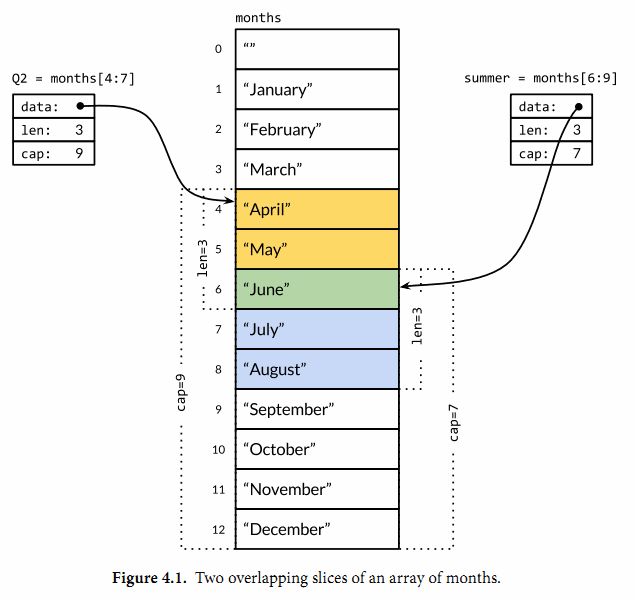 months
Q2 = months[4:7]
data:
len: 3
cap: 9
summer = months[6:9]
data:
len: 3
cap: 7
0 “”
1 “January”
2 “February”
3 “March”
4 “April”
5 “May”
6 “June”
7 “July”
8 “August”
9 “September”
10 “October”
11 “November”
12 “December”
len=3
cap=9
len=3
cap=7
Figure 4.1. Two overlapping slices of an array of months.